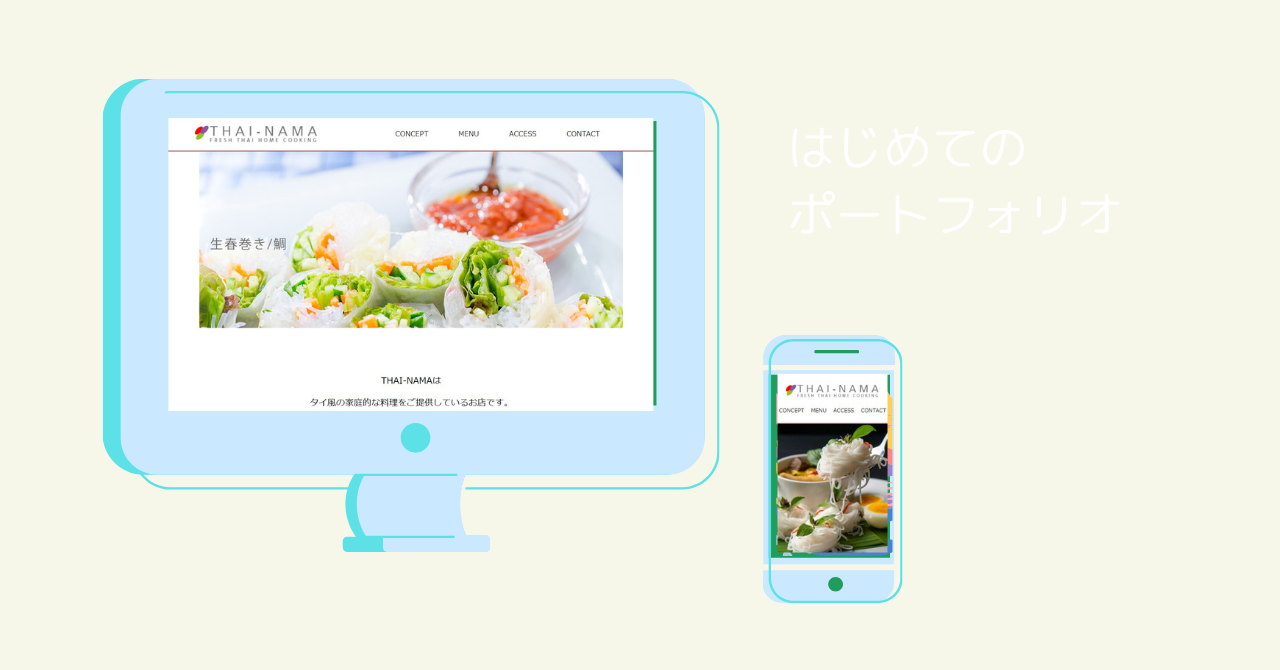 THAI-NAMA
FRESH THAI HOME COOKING
CONCEPT MENU ACCESS CONTACT
生春巻き/鯛
THAI-NAMAは
タイ風の家庭的な料理をご提供しているお店です。
はじめての
ポートフォリオ
THAI-NAMA
FRESH THAI HOME COOKING
CONCEPT MENU ACCESS CONTACT